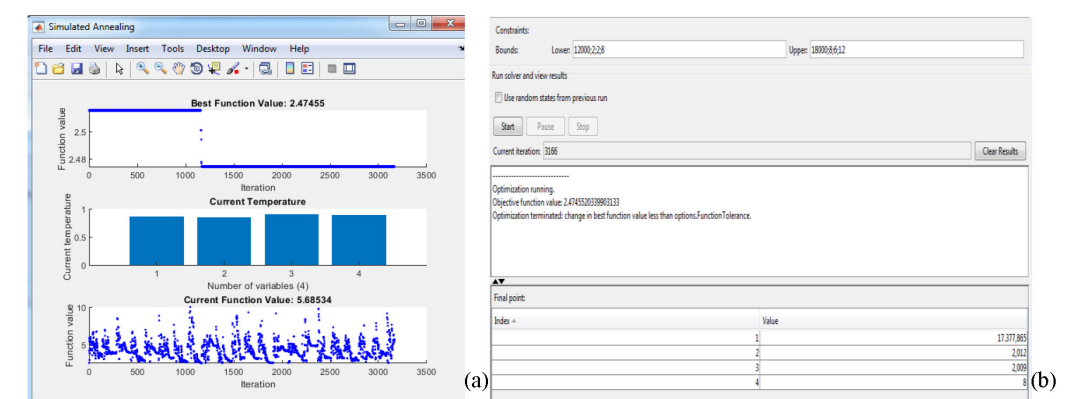 Simulated Annealing
File Edit View Insert Tools Desktop Window Help
Best Function Value: 2.47455
Function value
2.5
2.48
0 500 1000 1500 2000 2500 3000 3500
Iteration
Current Temperature
Current temperature
1
0.5
0
1 2 3 4
Number of variables (4)
Current Function Value: 5.68534
Function value
10
5
0 500 1000 1500 2000 2500 3000 3500
Iteration
(a)
Constraints:
Bounds: Lower: 12000;2;2;8 Upper: 18000;8;6;12
Run solver and view results
Use random states from previous run
Start Pause Stop
Current iteration: 3166 Clear Results
-----------------------------
Optimization running.
Objective function value: 2.4745520339903133
Optimization terminated: change in best function value less than options.FunctionTolerance.
Final point:
Index Value
1 17.377,865
2 2,012
3 2,009
4 8
(b)